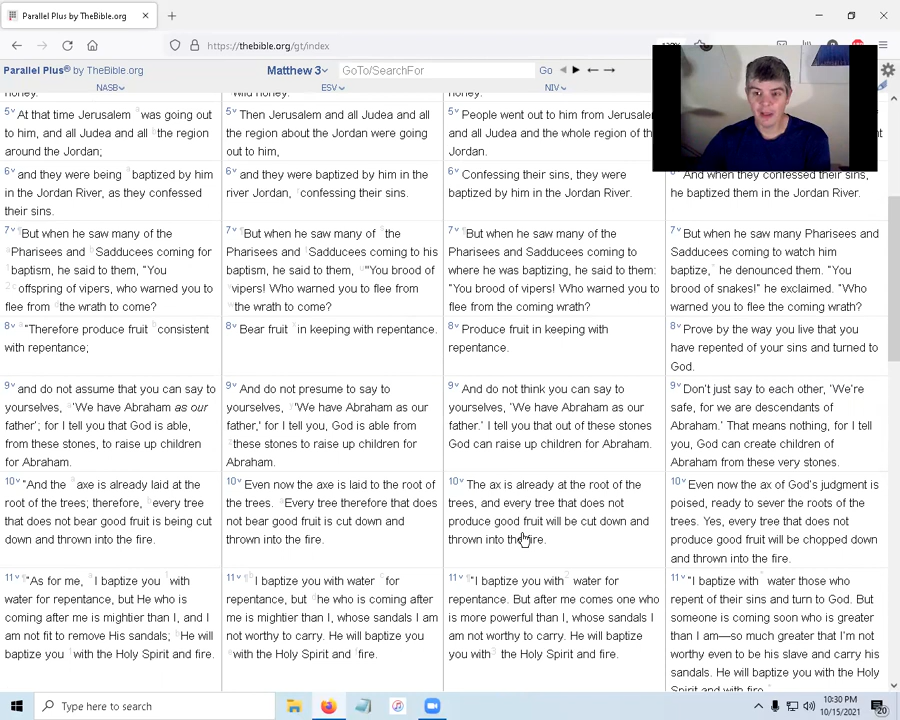 Parallel Plus by TheBible.org
https://thebible.org/gt/index
Parallel Plus® by TheBible.org
Matthew 3
GoTo/SearchFor
Go
NASB
ESV
NIV
honey.
wild honey.
honey.
5 At that time Jerusalem a was going out
to him, and all Judea and all b the region
around the Jordan;
5 Then Jerusalem and all Judea and all
the region about the Jordan were going
out to him,
5 People went out to him from Jerusalem
and all Judea and the whole region of the
Jordan.
6 and they were being baptized by him
in the Jordan River, as they confessed
their sins.
6 and they were baptized by him in the
river Jordan, confessing their sins.
6 Confessing their sins, they were
baptized by him in the Jordan River.
6 And when they confessed their sins,
he baptized them in the Jordan River.
7 ¶ But when he saw many of the
Pharisees and Sadducees coming for
baptism, he said to them, "You
offspring of vipers, who warned you to
flee from the wrath to come?
7 ¶ But when he saw many of the
Pharisees and Sadducees coming to his
baptism, he said to them, "You brood of
vipers! Who warned you to flee from
the wrath to come?
7 ¶ But when he saw many of the
Pharisees and Sadducees coming to
where he was baptizing, he said to them:
"You brood of vipers! Who warned you to
flee from the coming wrath?
7 But when he saw many Pharisees and
Sadducees coming to watch him
baptize, he denounced them. "You
brood of snakes!" he exclaimed. "Who
warned you to flee the coming wrath?
8 "Therefore produce fruit consistent
with repentance;
8 Bear fruit in keeping with repentance.
8 Produce fruit in keeping with
repentance.
8 Prove by the way you live that you
have repented of your sins and turned to
God.
9 and do not assume that you can say to
yourselves, 'We have Abraham as our
father'; for I tell you that God is able,
from these stones, to raise up children
for Abraham.
9 And do not presume to say to
yourselves, 'We have Abraham as our
father,' for I tell you, God is able from
these stones to raise up children for
Abraham.
9 And do not think you can say to
yourselves, 'We have Abraham as our
father.' I tell you that out of these stones
God can raise up children for Abraham.
9 Don't just say to each other, 'We're
safe, for we are descendants of
Abraham.' That means nothing, for I tell
you, God can create children of
Abraham from these very stones.
10 "And the axe is already laid at the
root of the trees; therefore, every tree
that does not bear good fruit is being cut
down and thrown into the fire.
10 Even now the axe is laid to the root of
the trees. Every tree therefore that does
not bear good fruit is cut down and
thrown into the fire.
10 The ax is already at the root of the
trees, and every tree that does not
produce good fruit will be cut down and
thrown into the fire.
10 Even now the ax of God's judgment is
poised, ready to sever the roots of the
trees. Yes, every tree that does not
produce good fruit will be chopped down
and thrown into the fire.
11 ¶ "As for me, I baptize you with
water for repentance, but He who is
coming after me is mightier than I, and I
am not fit to remove His sandals; He will
baptize you with the Holy Spirit and fire.
11 ¶ I baptize you with water for
repentance, but he who is coming after
me is mightier than I, whose sandals I am
not worthy to carry. He will baptize you
with the Holy Spirit and fire.
11 ¶ "I baptize you with water for
repentance. But after me comes one who
is more powerful than I, whose sandals I
am not worthy to carry. He will baptize
you with the Holy Spirit and fire.
11 "I baptize with water those who
repent of their sins and turn to God. But
someone is coming soon who is greater
than I am—so much greater that I'm not
worthy even to be his slave and carry his
sandals. He will baptize you with the Holy
Spirit and with fire.
Type here to search
10:30 PM
10/15/2021
20